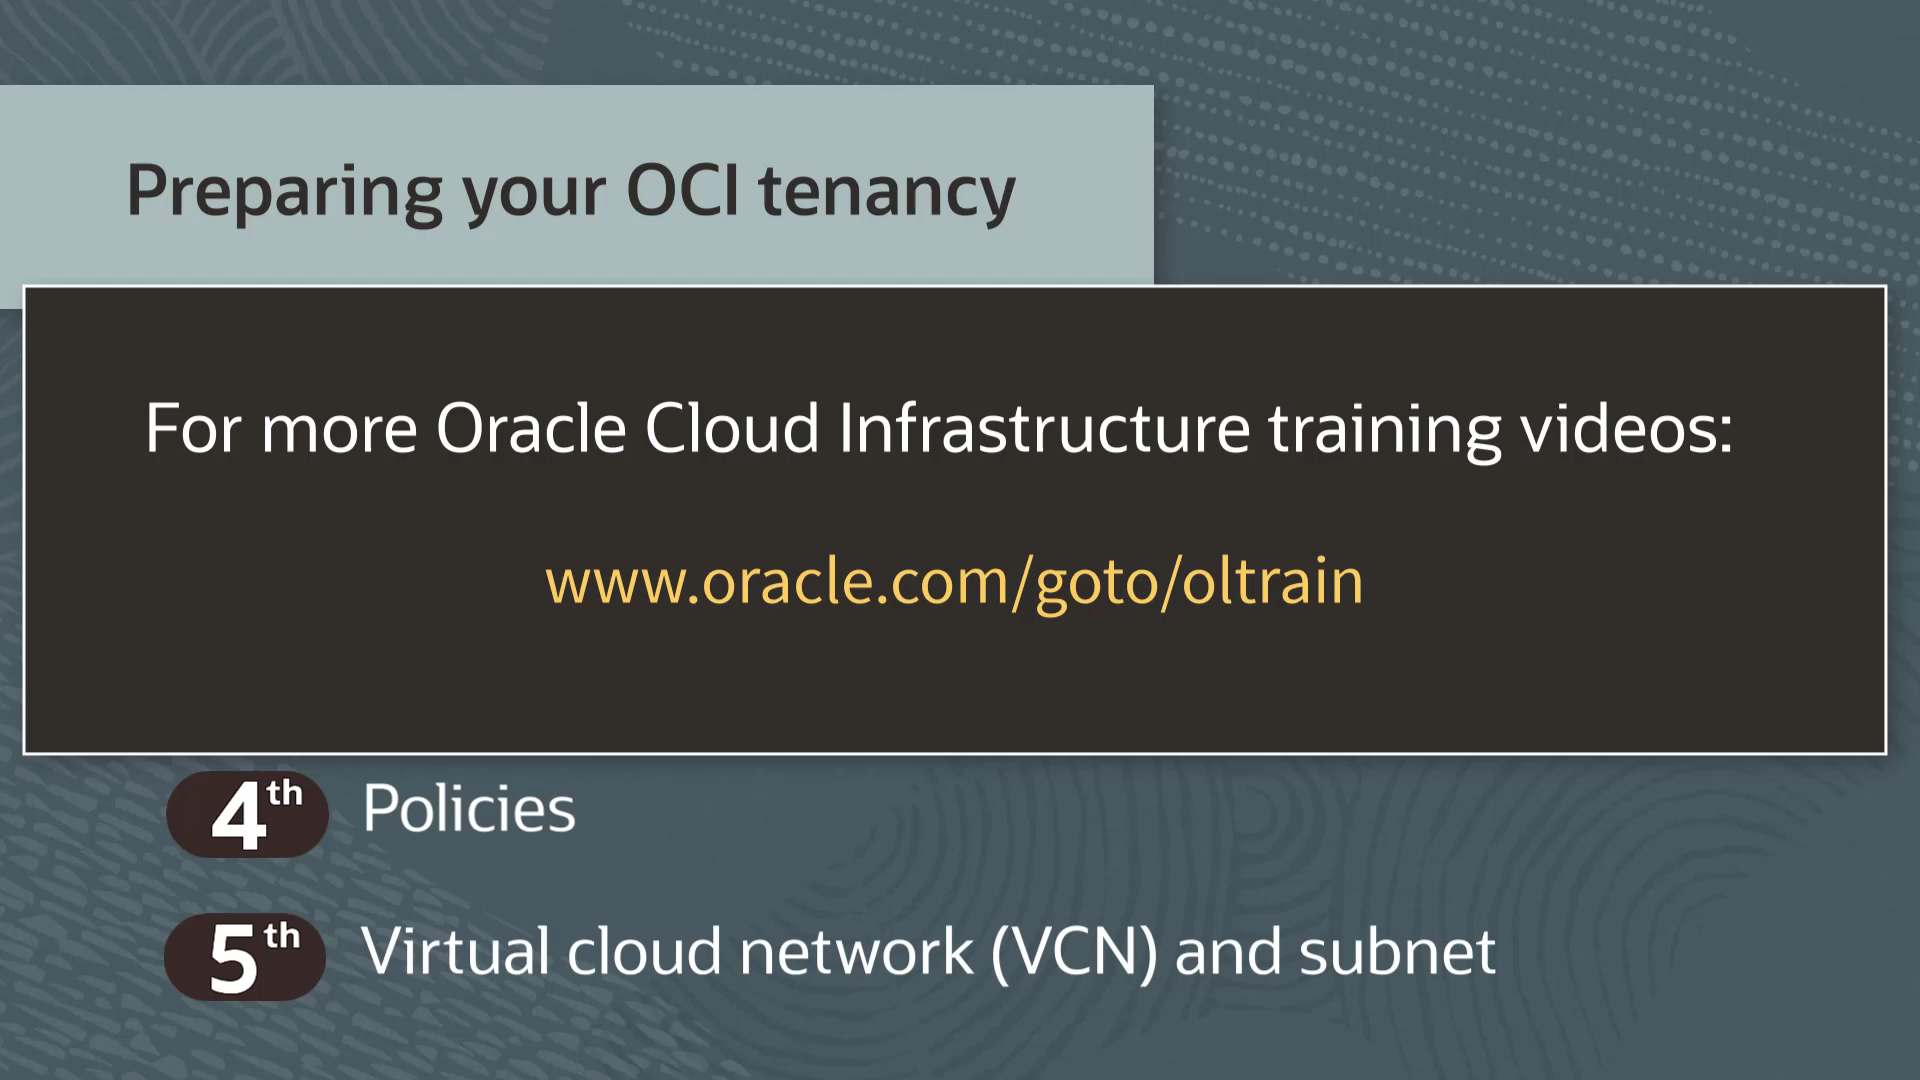 Preparing your OCI tenancy
For more Oracle Cloud Infrastructure training videos:
www.oracle.com/goto/oltrain
4th Policies
5th Virtual cloud network (VCN) and subnet